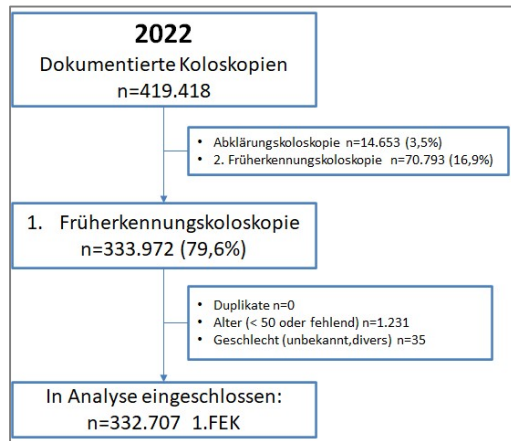 2022
Dokumentierte Koloskopien
n=419.418
• Abklärungskoloskopie n=14.653 (3,5%)
• 2. Früherkennungskoloskopie n=70.793 (16,9%)
1. Früherkennungskoloskopie
n=333.972 (79,6%)
• Duplikate n=0
• Alter (< 50 oder fehlend) n=1.231
• Geschlecht (unbekannt,divers) n=35
In Analyse eingeschlossen:
n=332.707 1.FEK